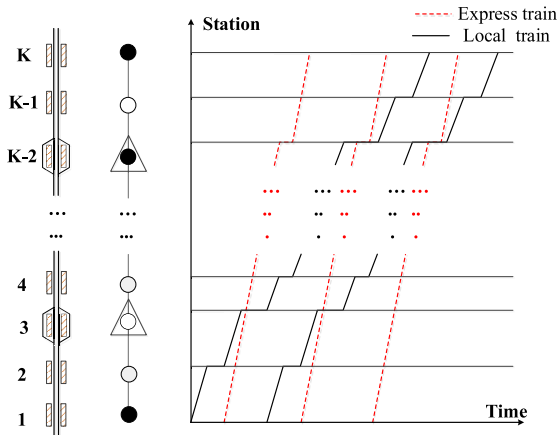 Express train
Local train
Station
K
K-1
K-2
4
3
2
1
Time